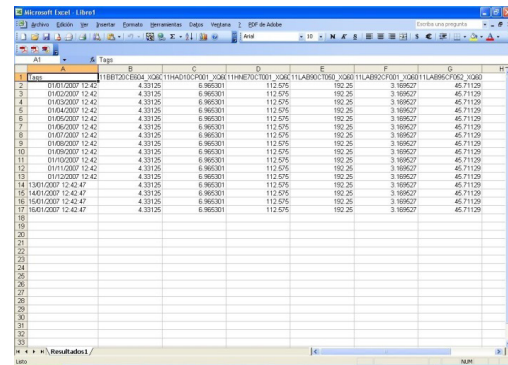 Microsoft Excel - Libro1
Archivo Edición Ver Insertar Formato Herramientas Datos Ventana ? PDF de Adobe Escriba una pregunta
Arial 10 N K S
A1 fx Tags
A B C D E F G H
1 Tags 11BBT20CE604_XQ60 11HAD10CP001_XQ60 11HNE70CT001_XQ60 11LAB90CT050_XQ60 11LAB92CF001_XQ60 11LAB95CF052_XQ60
2 01/01/2007 12:42 4.33125 6.965301 112.575 192.25 3.169527 45.71129
3 01/02/2007 12:42 4.33125 6.965301 112.575 192.25 3.169527 45.71129
4 01/03/2007 12:42 4.33125 6.965301 112.575 192.25 3.169527 45.71129
5 01/04/2007 12:42 4.33125 6.965301 112.575 192.25 3.169527 45.71129
6 01/05/2007 12:42 4.33125 6.965301 112.575 192.25 3.169527 45.71129
7 01/06/2007 12:42 4.33125 6.965301 112.575 192.25 3.169527 45.71129
8 01/07/2007 12:42 4.33125 6.965301 112.575 192.25 3.169527 45.71129
9 01/08/2007 12:42 4.33125 6.965301 112.575 192.25 3.169527 45.71129
10 01/09/2007 12:42 4.33125 6.965301 112.575 192.25 3.169527 45.71129
11 01/10/2007 12:42 4.33125 6.965301 112.575 192.25 3.169527 45.71129
12 01/11/2007 12:42 4.33125 6.965301 112.575 192.25 3.169527 45.71129
13 01/12/2007 12:42 4.33125 6.965301 112.575 192.25 3.169527 45.71129
14 13/01/2007 12:42:47 4.33125 6.965301 112.575 192.25 3.169527 45.71129
15 14/01/2007 12:42:47 4.33125 6.965301 112.575 192.25 3.169527 45.71129
16 15/01/2007 12:42:47 4.33125 6.965301 112.575 192.25 3.169527 45.71129
17 16/01/2007 12:42:47 4.33125 6.965301 112.575 192.25 3.169527 45.71129
18
19
20
21
22
23
24
25
26
27
28
29
30
31
32
33
Resultados1
Listo NUM